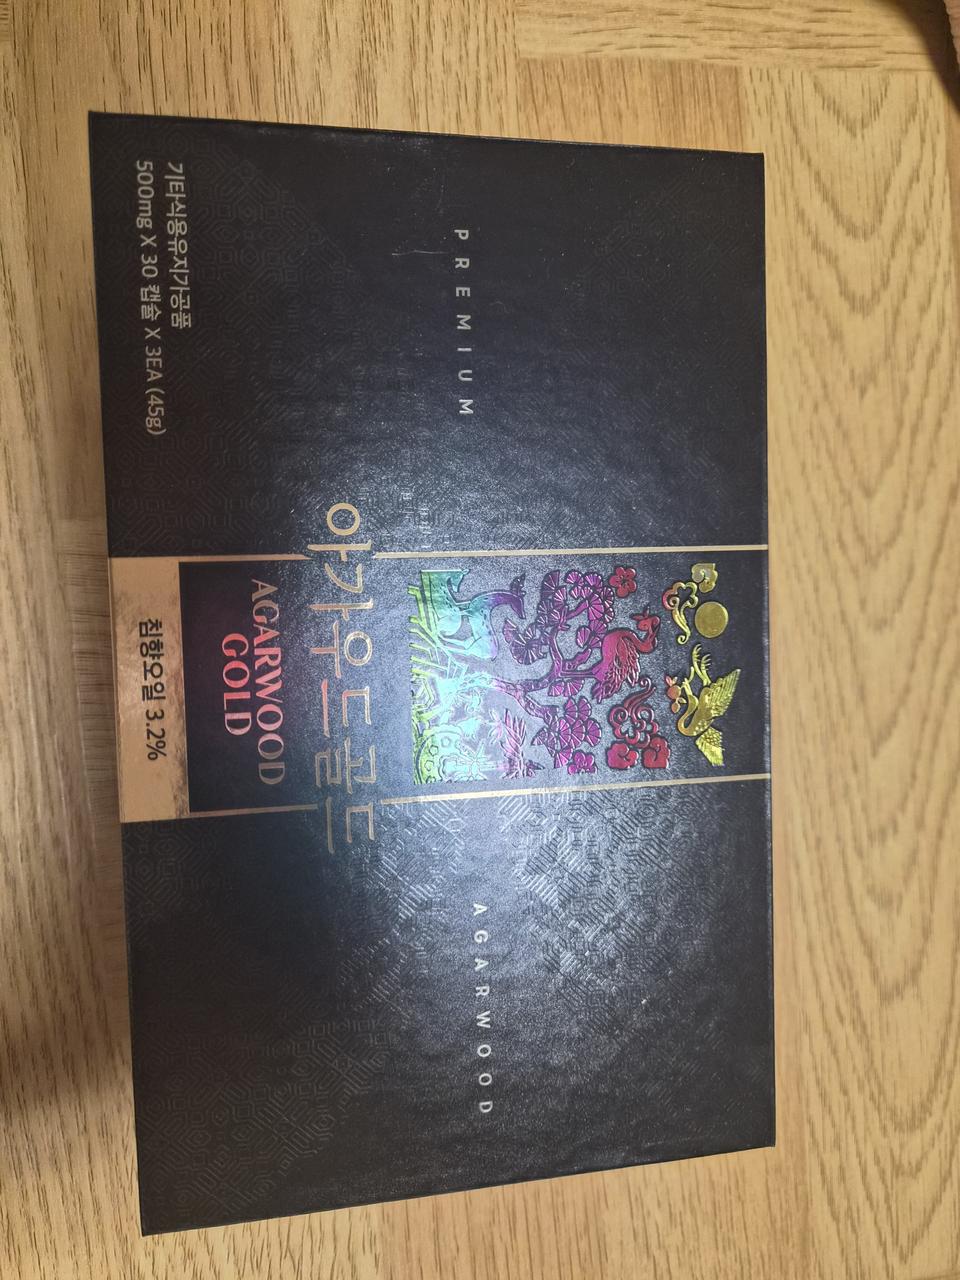 PREMIUM
AGARWOOD
아가우드골드
AGARWOOD
GOLD
침향오일 3.2%
기타식용유지가공품
500mg X 30 캡슐 X 3EA (45g)